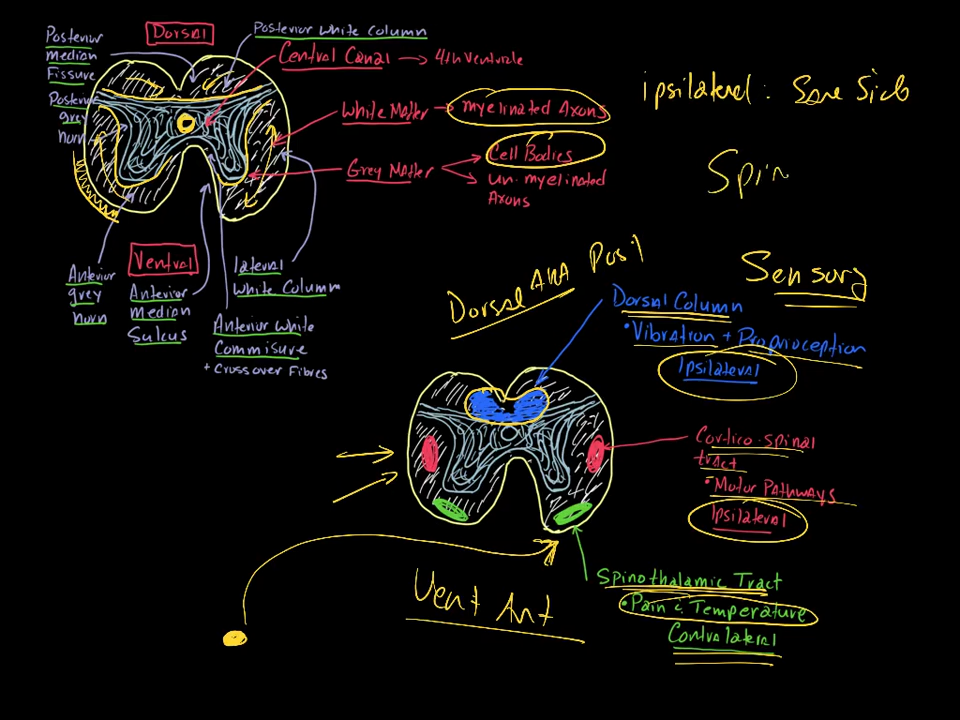 Posterior
median
Fissure
Dorsal
Posterior White Column
Central Canal → 4th Ventricle
Posterior
grey
horn
White Matter → myelinated Axons
Grey Matter → Cell Bodies
→ un-myelinated
Axons
Anterior
grey
horn
Ventral
Anterior
median
Sulcus
lateral
White Column
Anterior White
Commisure
+ Crossover Fibres
ipsilateral : Same Side
Spin
Sensory
Dorsal AKA Post
Dorsal Column
• Vibration + Proprioception
Ipsilateral
Cortico-spinal
tract
• Motor Pathways
Ipsilateral
Spinothalamic Tract
• Pain & Temperature
Contralateral
Vent Ant